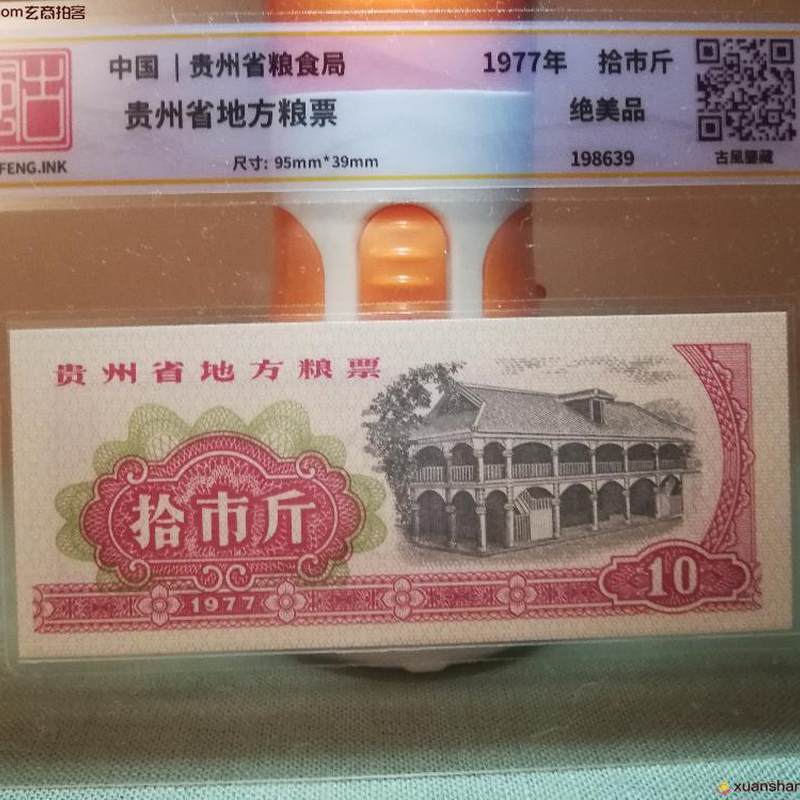 om玄商拍客
中国 | 贵州省粮食局 1977年 拾市斤
贵州省地方粮票 绝美品
尺寸: 95mm*39mm 198639
FENG.INK 古風鑒藏
贵州省地方粮票
拾市斤
1977
10
xuanshar